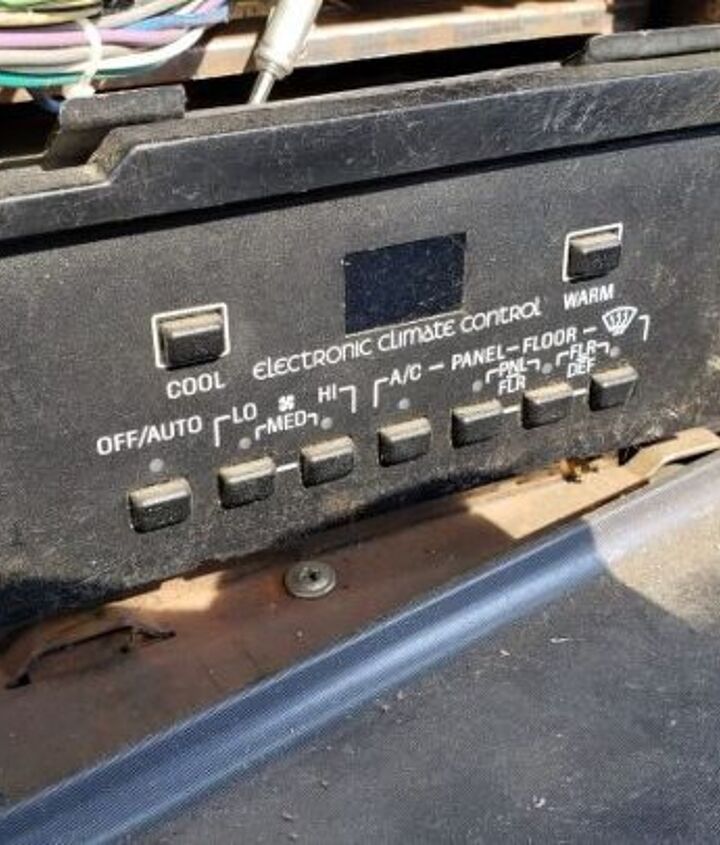 WARM
COOL
electronic climate control
OFF/AUTO
LO
MED
HI
A/C – PANEL – FLOOR –
PNL
FLR
FLR
DEF